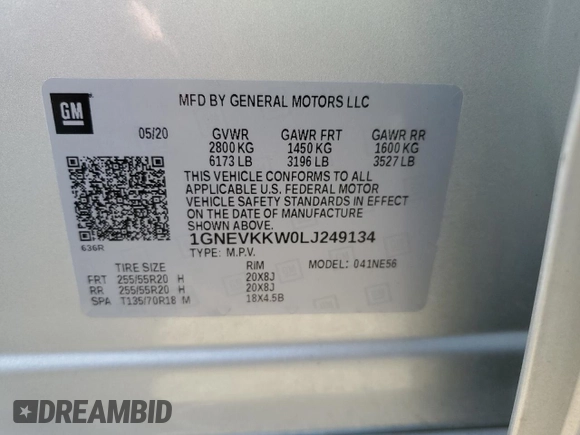 GM
MFD BY GENERAL MOTORS LLC
05/20 GVWR GAWR FRT GAWR RR
2800 KG 1450 KG 1600 KG
6173 LB 3196 LB 3527 LB
THIS VEHICLE CONFORMS TO ALL
APPLICABLE U.S. FEDERAL MOTOR
VEHICLE SAFETY STANDARDS IN EFFECT
ON THE DATE OF MANUFACTURE
SHOWN ABOVE.
636R
1GNEVKKW0LJ249134
TYPE: M.P.V.
TIRE SIZE RIM MODEL: 041NE56
FRT 255/55R20 H 20X8J
RR 255/55R20 H 20X8J
SPA T135/70R18 M 18X4.5B
DREAMBID